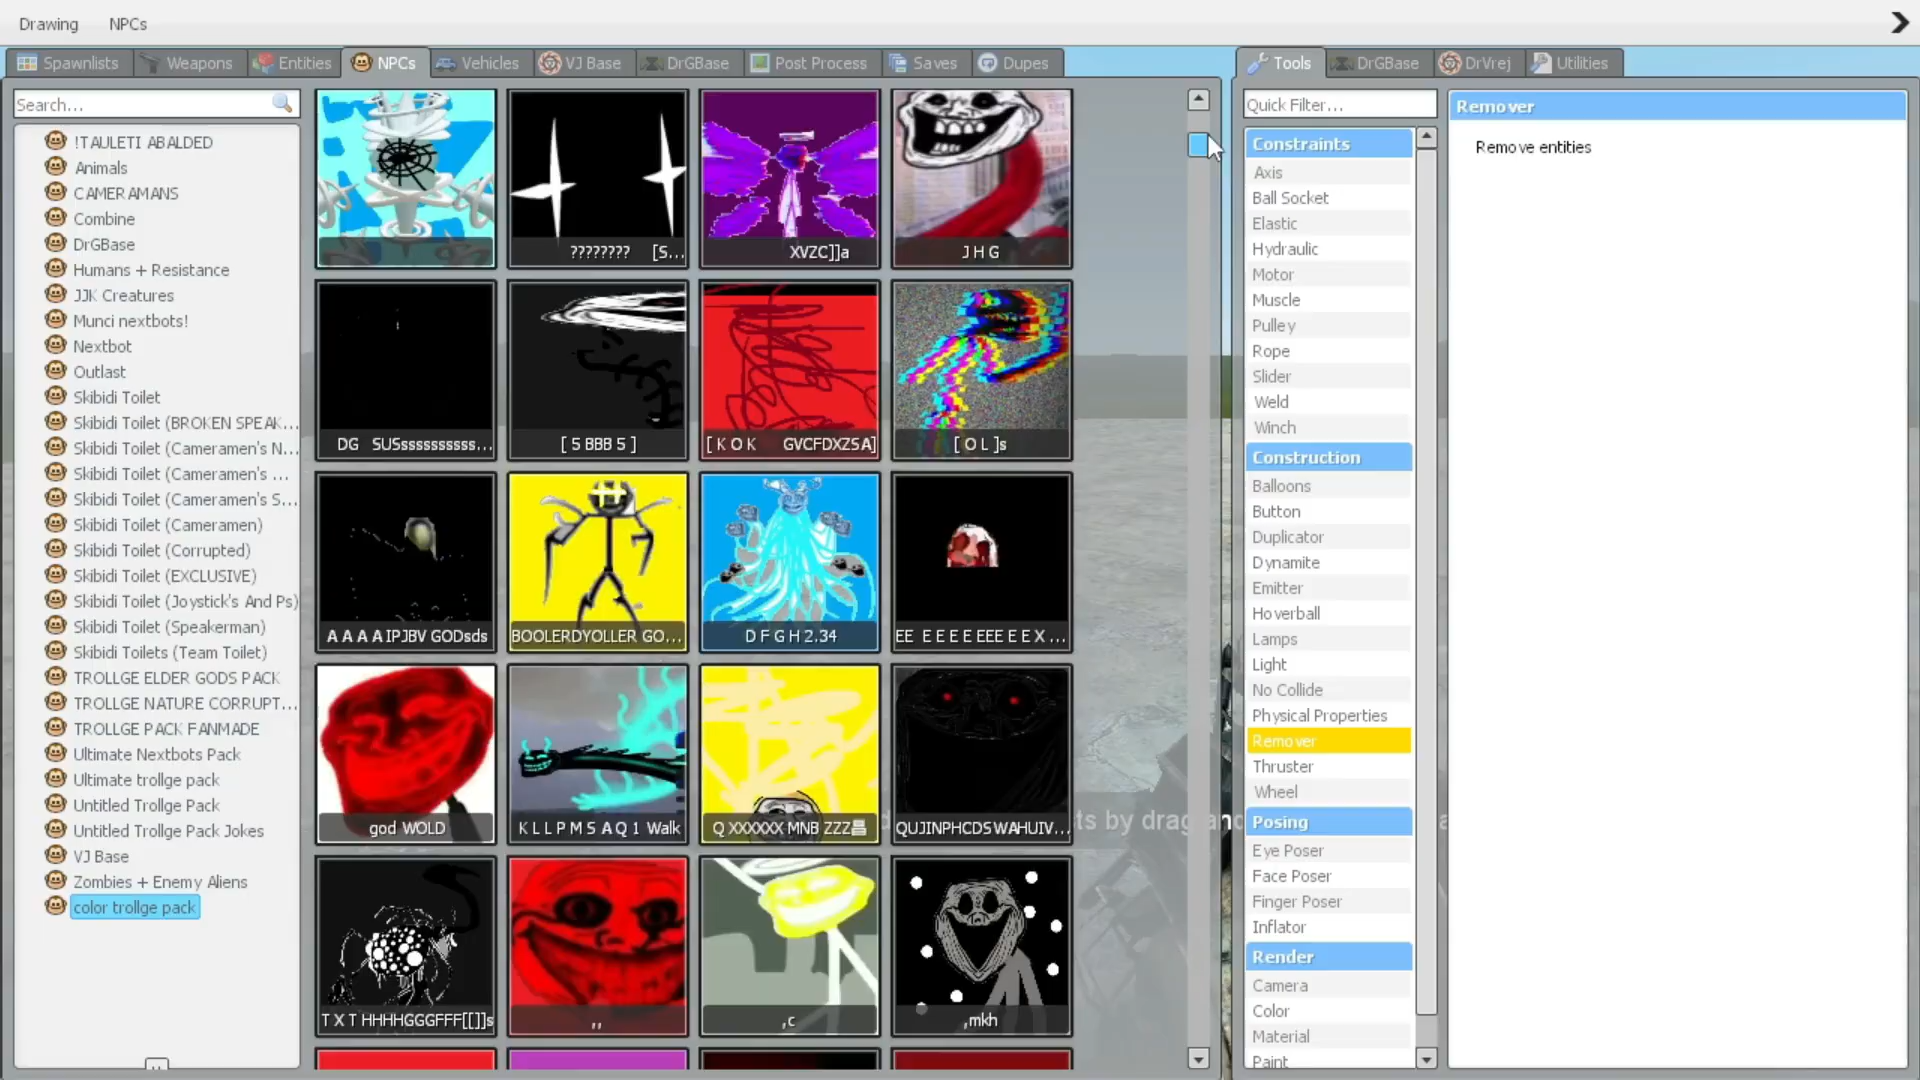 Drawing NPCs
Spawnlists Weapons Entities NPCs Vehicles VJ Base DrGBase Post Process Saves Dupes
Tools DrGBase DrVrej Utilities
Search...
!TAULETI ABALDED
Animals
CAMERAMANS
Combine
DrGBase
Humans + Resistance
JJK Creatures
Munci nextbots!
Nextbot
Outlast
Skibidi Toilet
Skibidi Toilet (BROKEN SPEAK...
Skibidi Toilet (Cameramen's N...
Skibidi Toilet (Cameramen's ...
Skibidi Toilet (Cameramen's S...
Skibidi Toilet (Cameramen)
Skibidi Toilet (Corrupted)
Skibidi Toilet (EXCLUSIVE)
Skibidi Toilet (Joystick's And Ps)
Skibidi Toilet (Speakerman)
Skibidi Toilets (Team Toilet)
TROLLGE ELDER GODS PACK
TROLLGE NATURE CORRUPT...
TROLLGE PACK FANMADE
Ultimate Nextbots Pack
Ultimate trollge pack
Untitled Trollge Pack
Untitled Trollge Pack Jokes
VJ Base
Zombies + Enemy Aliens
color trollge pack
???????? [S...
XVZC]]a
J H G
DG SUSssssssssss...
[ 5 BBB 5 ]
[ K O K GVCFDXZSA]
[ O L ]s
A A A A IPJBV GODsds
BOOLERDYOLLER GO...
D F G H 2.34
EE E E E E EEE E E X ...
god WOLD
K L L P M S A Q 1 Walk
Q XXXXXX MNB ZZZ
QUJINPHCDSWAHUIV...
T X T HHHHGGGFFF[[]]s
,,
,c
,mkh
ts by drag and
Quick Filter...
Constraints
Axis
Ball Socket
Elastic
Hydraulic
Motor
Muscle
Pulley
Rope
Slider
Weld
Winch
Construction
Balloons
Button
Duplicator
Dynamite
Emitter
Hoverball
Lamps
Light
No Collide
Physical Properties
Remover
Thruster
Wheel
Posing
Eye Poser
Face Poser
Finger Poser
Inflator
Render
Camera
Color
Material
Paint
Remover
Remove entities